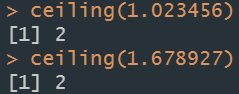 > ceiling(1.023456)
[1] 2
> ceiling(1.678927)
[1] 2